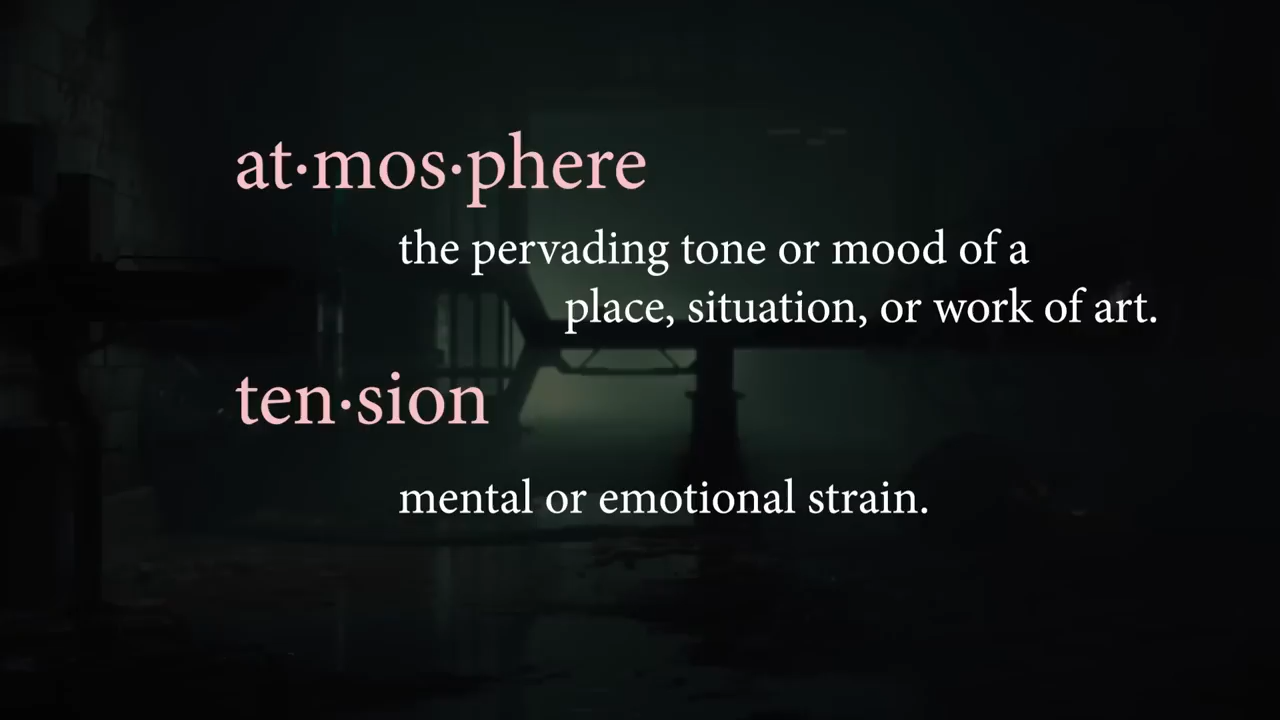 at·mos·phere
the pervading tone or mood of a
place, situation, or work of art.
ten·sion
mental or emotional strain.